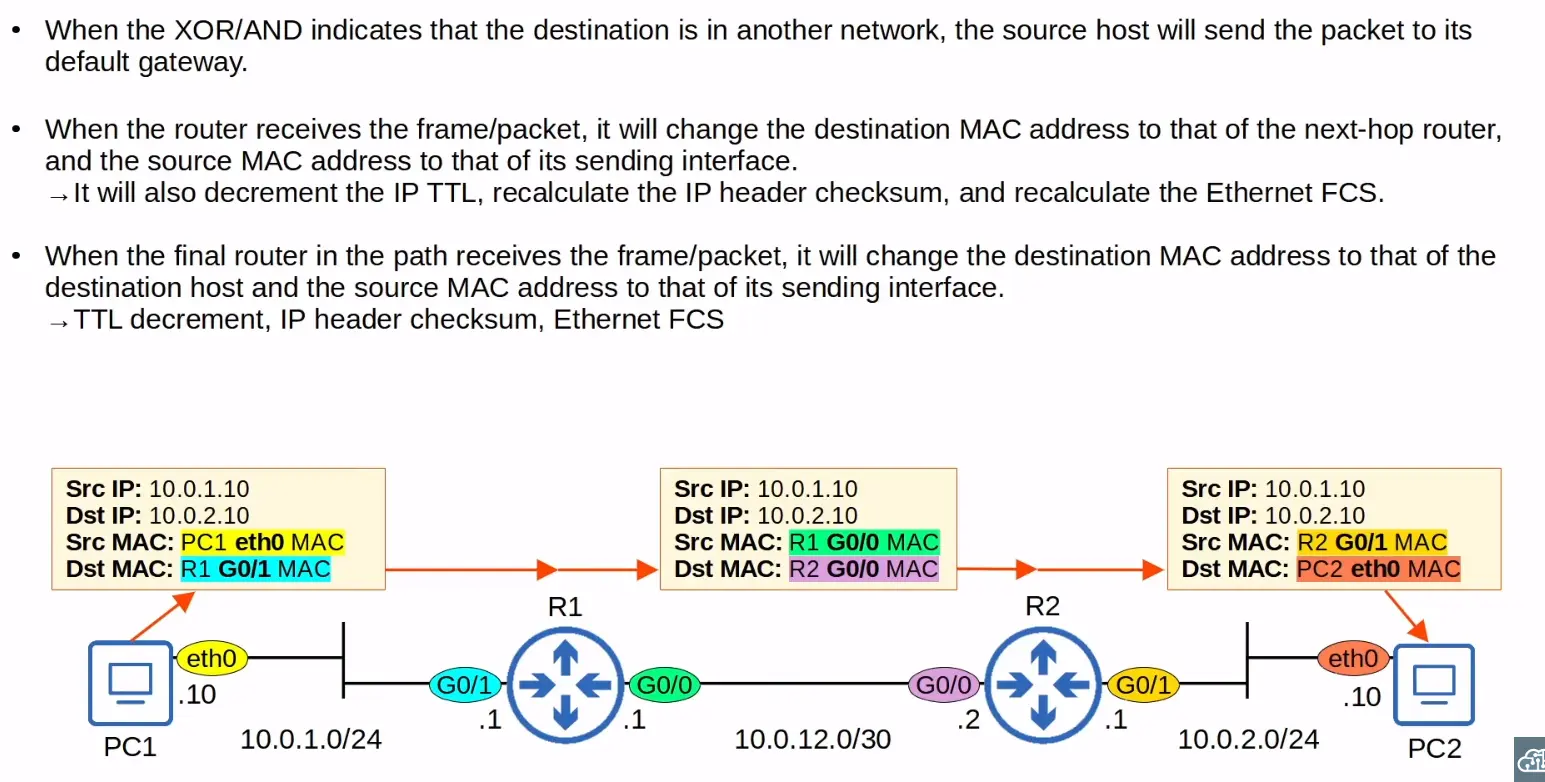 • When the XOR/AND indicates that the destination is in another network, the source host will send the packet to its
default gateway.
• When the router receives the frame/packet, it will change the destination MAC address to that of the next-hop router,
and the source MAC address to that of its sending interface.
→It will also decrement the IP TTL, recalculate the IP header checksum, and recalculate the Ethernet FCS.
• When the final router in the path receives the frame/packet, it will change the destination MAC address to that of the
destination host and the source MAC address to that of its sending interface.
→TTL decrement, IP header checksum, Ethernet FCS
Src IP: 10.0.1.10
Dst IP: 10.0.2.10
Src MAC: PC1 eth0 MAC
Dst MAC: R1 G0/1 MAC
Src IP: 10.0.1.10
Dst IP: 10.0.2.10
Src MAC: R1 G0/0 MAC
Dst MAC: R2 G0/0 MAC
Src IP: 10.0.1.10
Dst IP: 10.0.2.10
Src MAC: R2 G0/1 MAC
Dst MAC: PC2 eth0 MAC
R1
R2
eth0
eth0
G0/1
G0/0
G0/0
G0/1
.10
.10
.1
.1
.2
.1
10.0.1.0/24
10.0.12.0/30
10.0.2.0/24
PC1
PC2